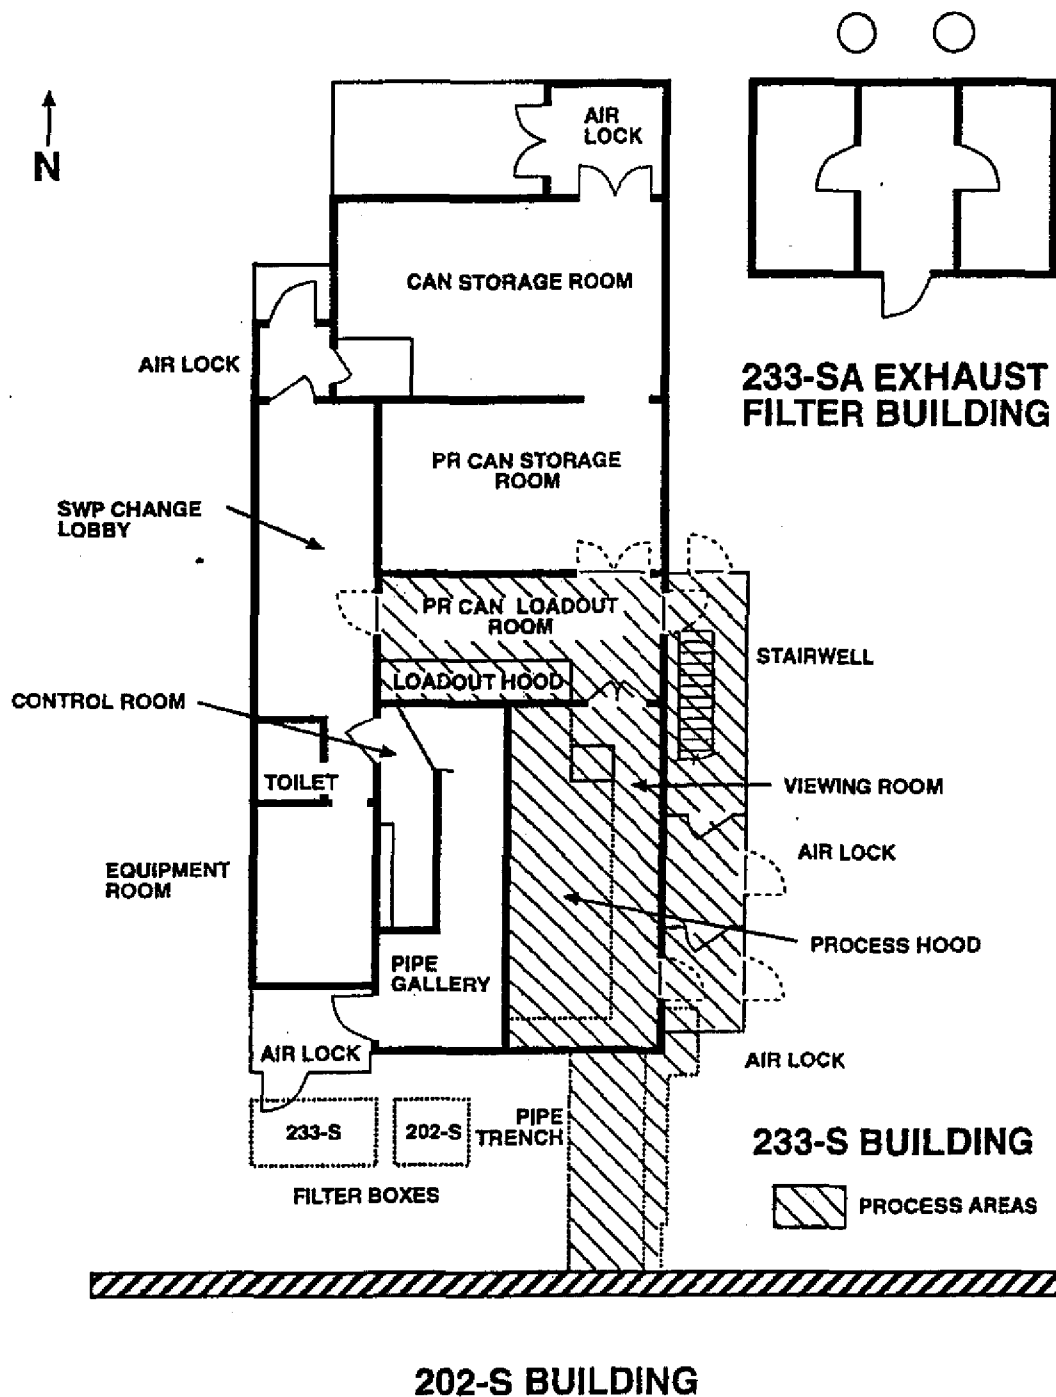 N
AIR
LOCK
CAN STORAGE ROOM
AIR LOCK
233-SA EXHAUST
FILTER BUILDING
PR CAN STORAGE
ROOM
SWP CHANGE
LOBBY
PR CAN LOADOUT
ROOM
STAIRWELL
LOADOUT HOOD
CONTROL ROOM
TOILET
VIEWING ROOM
AIR LOCK
EQUIPMENT
ROOM
PROCESS HOOD
PIPE
GALLERY
AIR LOCK
AIR LOCK
233-S
202-S
PIPE
TRENCH
FILTER BOXES
233-S BUILDING
PROCESS AREAS
202-S BUILDING